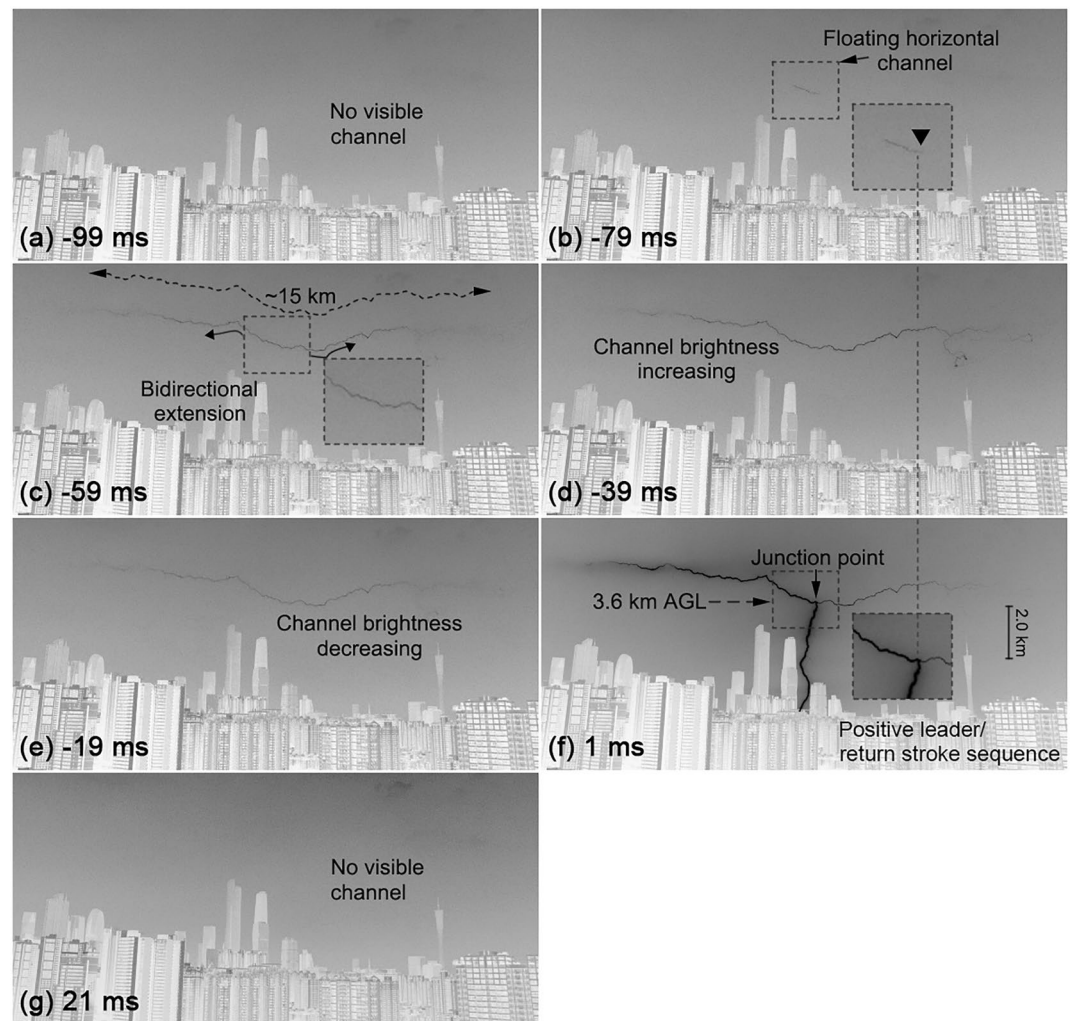 No visible
channel
(a) -99 ms
Floating horizontal
channel
(b) -79 ms
~15 km
Bidirectional
extension
(c) -59 ms
Channel brightness
increasing
(d) -39 ms
Channel brightness
decreasing
(e) -19 ms
Junction point
3.6 km AGL
2.0 km
Positive leader/
return stroke sequence
(f) 1 ms
No visible
channel
(g) 21 ms